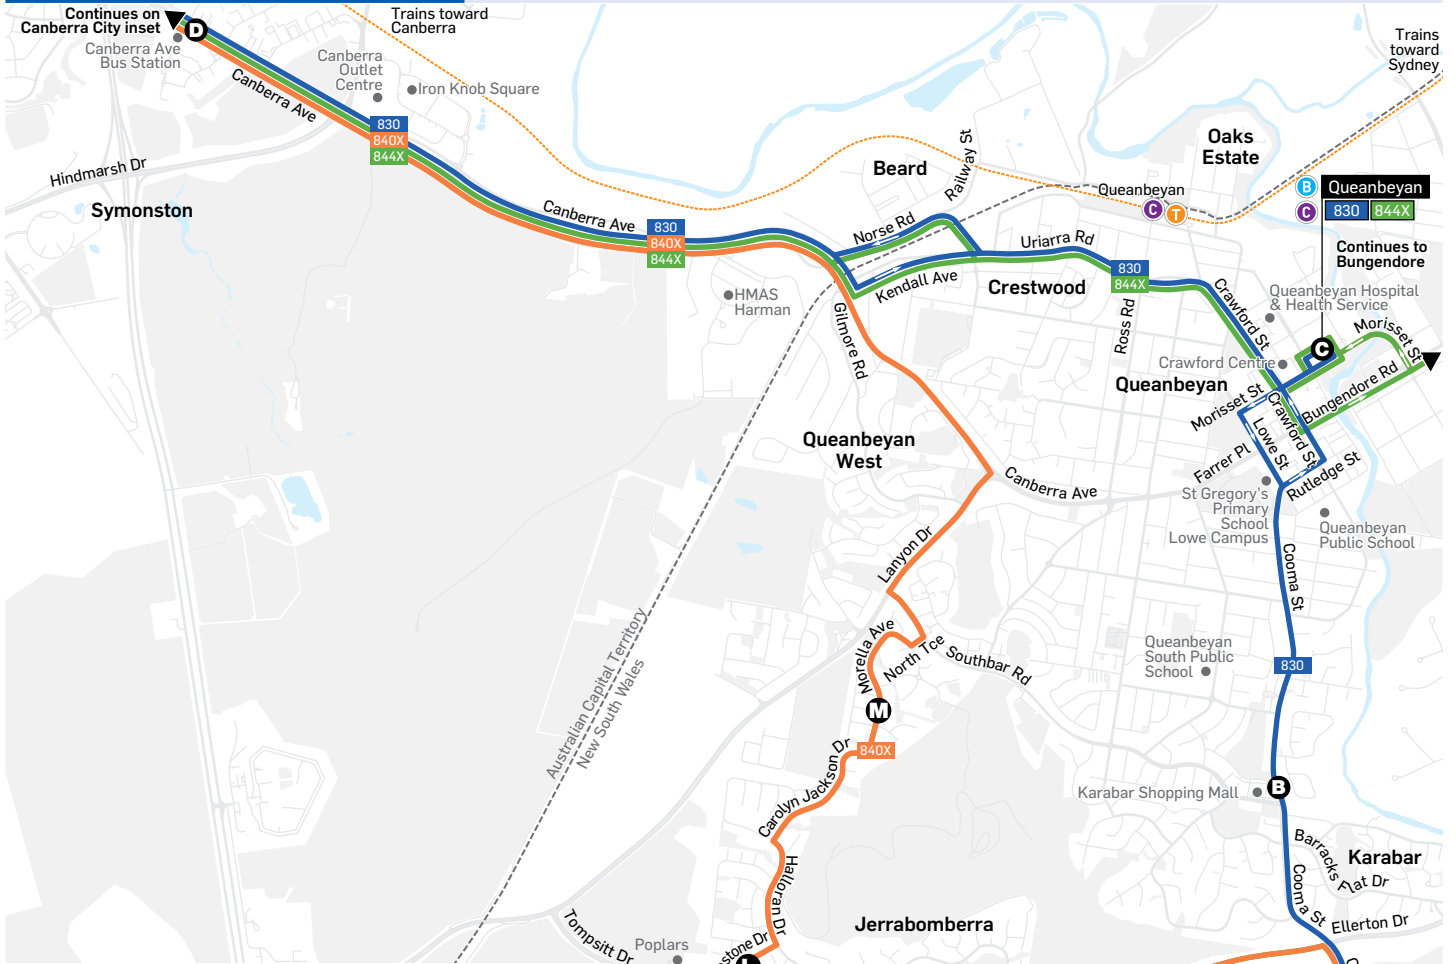 Continues on
Canberra City inset
D
Canberra Ave
Bus Station
Trains toward
Canberra
Canberra
Outlet
Centre
Iron Knob Square
Canberra Ave
830
840X
844X
Hindmarsh Dr
Symonston
Canberra Ave
830
840X
844X
HMAS
Harman
Beard
Railway St
Norse Rd
Kendall Ave
Gilmore Rd
Uriarra Rd
Crestwood
830
844X
Ross Rd
Queanbeyan
C
T
Oaks
Estate
Trains
toward
Sydney
B
Queanbeyan
C
830
844X
Continues to
Bungendore
Queanbeyan Hospital
& Health Service
Crawford St
Morisset St
C
Crawford Centre
Queanbeyan
Morisset St
Bungendore Rd
Crawford St
Lowe St
Farrer Pl
Rutledge St
St Gregory's
Primary
School
Lowe Campus
Queanbeyan
Public School
Queanbeyan
West
Canberra Ave
Lanyon Dr
Cooma St
Morella Ave
North Tce
Southbar Rd
Queanbeyan
South Public
School
830
Australian Capital Territory
New South Wales
M
840X
Carolyn Jackson Dr
Karabar Shopping Mall
B
Halloran Dr
Barracks Flat Dr
Karabar
Cooma St
Ellerton Dr
Jerrabomberra
Tompsitt Dr
Poplars
stone Dr
L